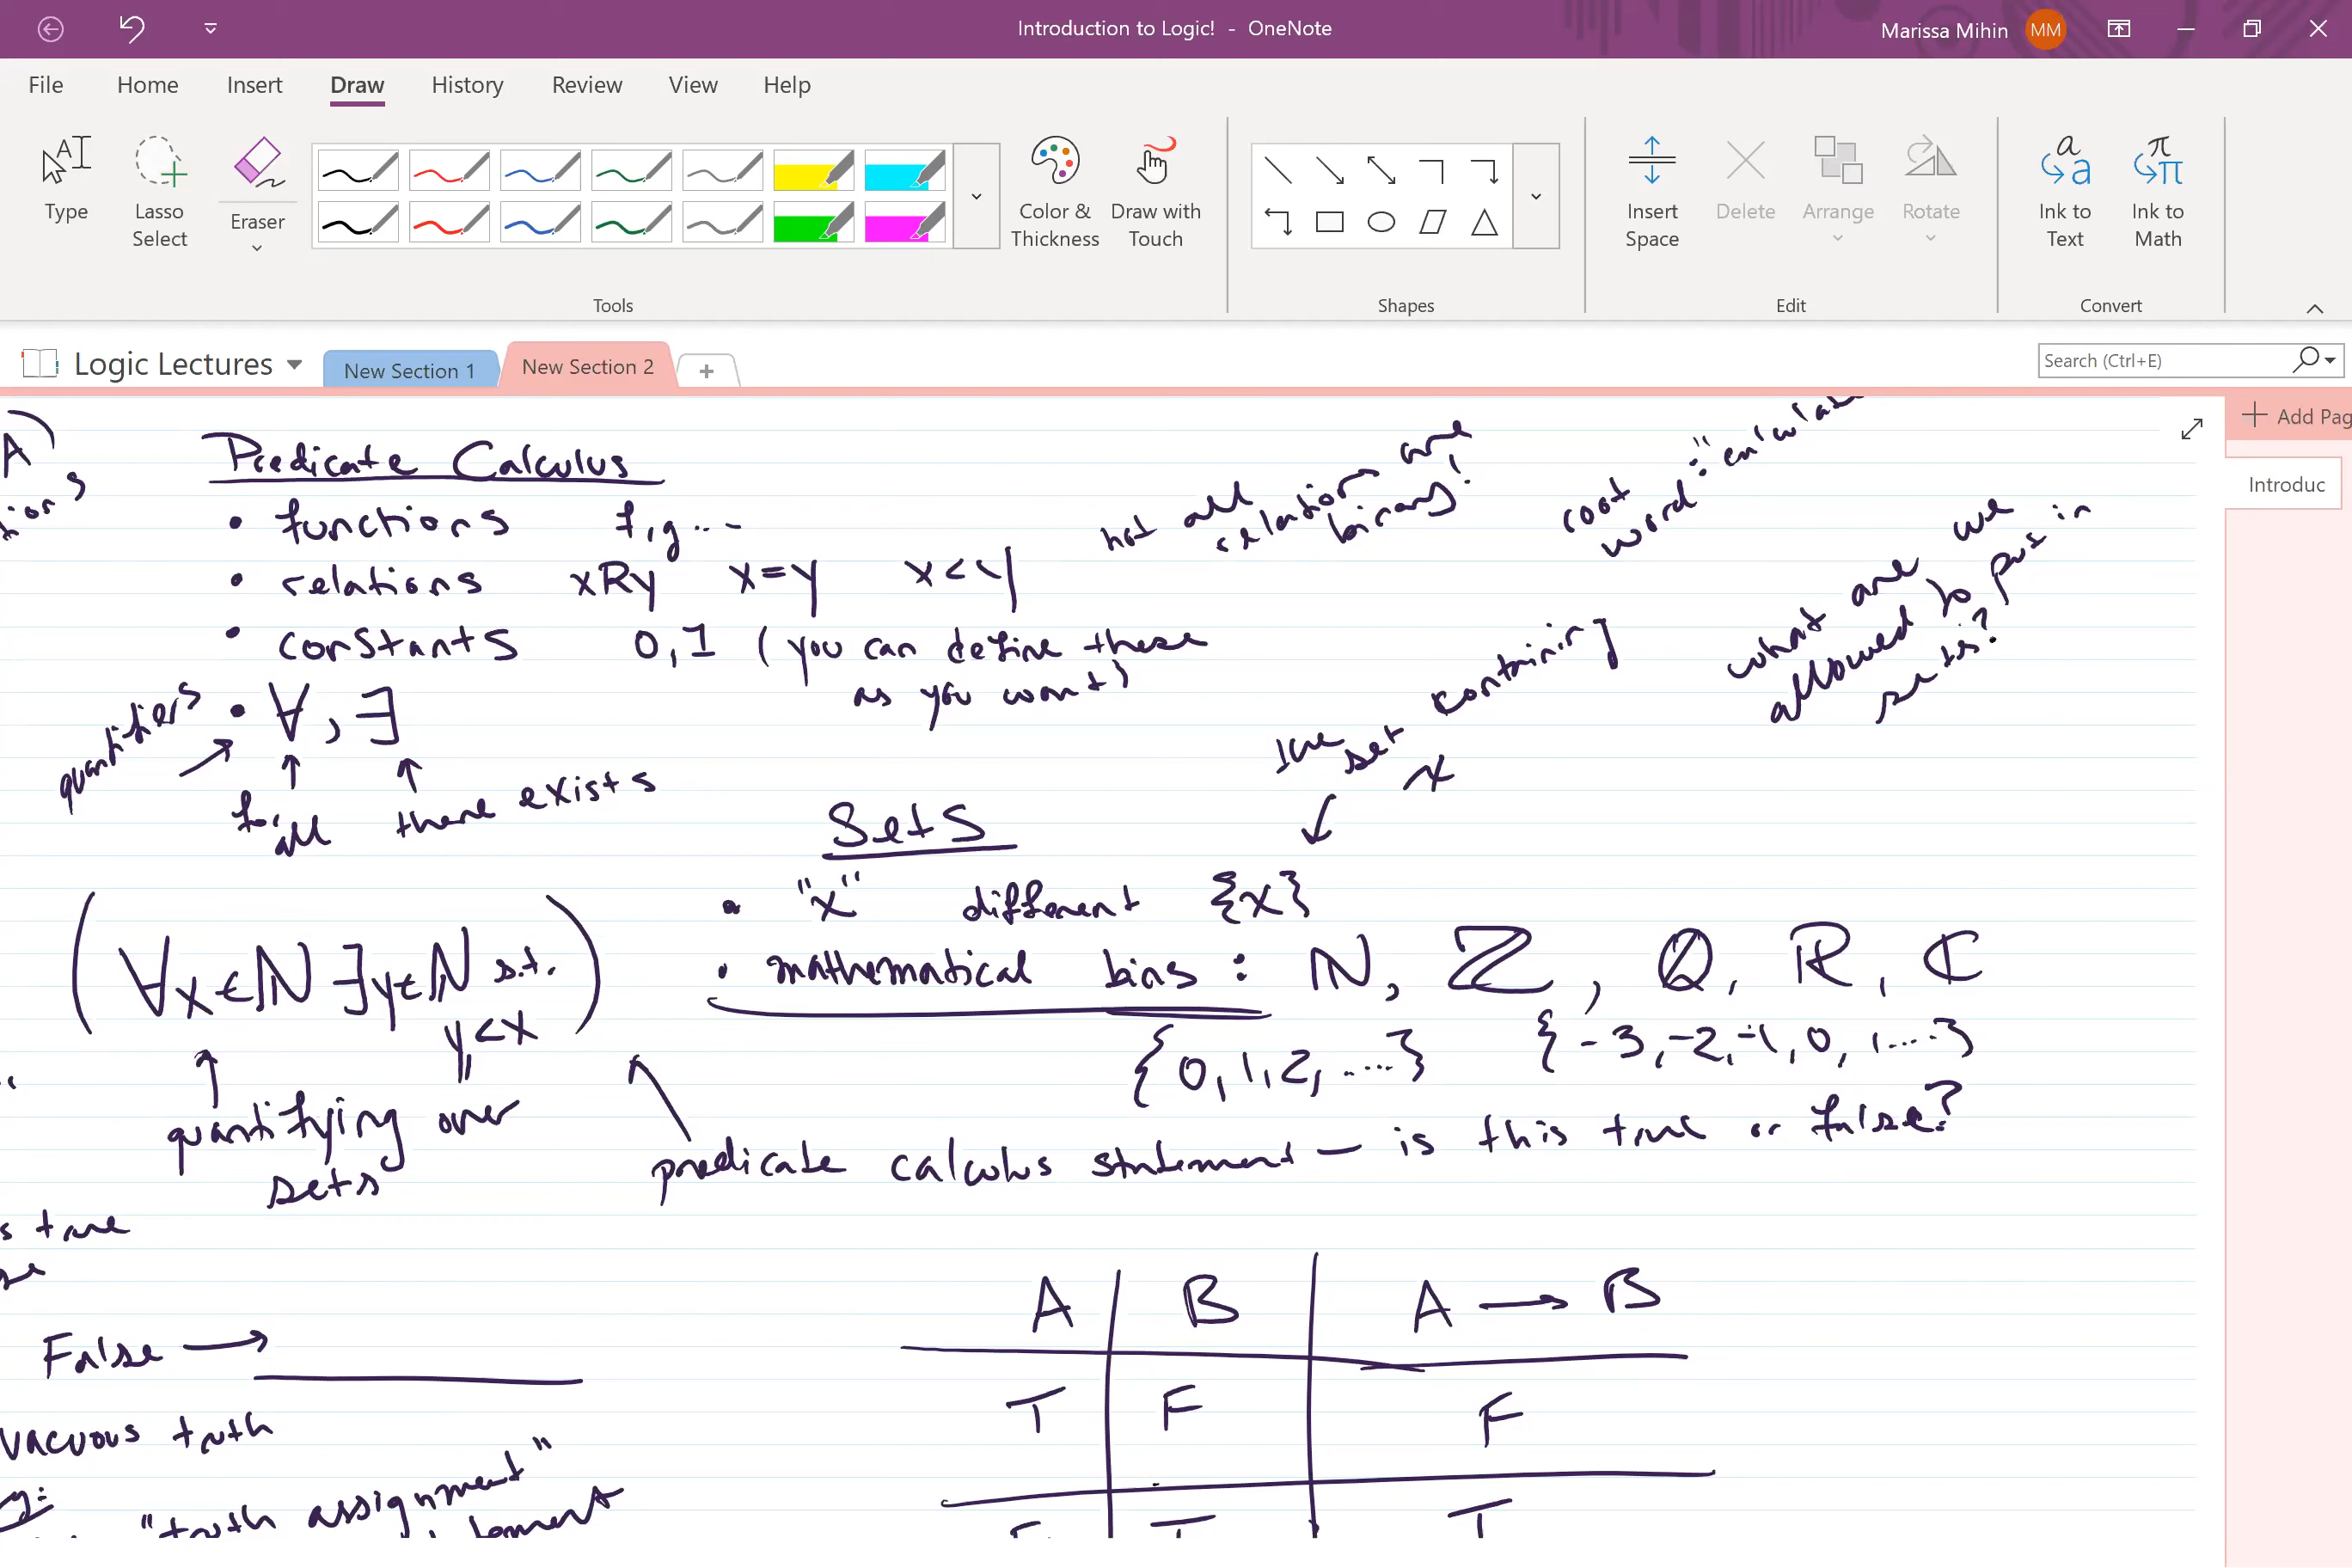 Introduction to Logic! - OneNote
Marissa Mihin MM
File Home Insert Draw History Review View Help
Type
Lasso Select
Eraser
Color & Thickness
Draw with Touch
Insert Space
Delete
Arrange
Rotate
Ink to Text
Ink to Math
Tools
Shapes
Edit
Convert
Logic Lectures
New Section 1
New Section 2
Search (Ctrl+E)
Add Pag
Introduc
A)
Predicate Calculus
• functions f, g ...
• relations xRy x=y x<y
• constants 0, 1 (you can define these
as you want)
not all relations are binary!
root word: "calculate
what are we allowed to put in sets?
quantifiers
• ∀, ∃
for all
there exists
the set containing x
Sets
• "x" different {x}
• mathematical bias: ℕ, ℤ, ℚ, ℝ, ℂ
{0, 1, 2, ....} {-3, -2, -1, 0, 1....}
(∀x∈ℕ ∃y∈ℕ s.t.
y<x)
quantifying over
sets
predicate calculus statement — is this true or false?
s true
False →
vacuous truth
"truth assignment"
A B A → B
T F F
T T